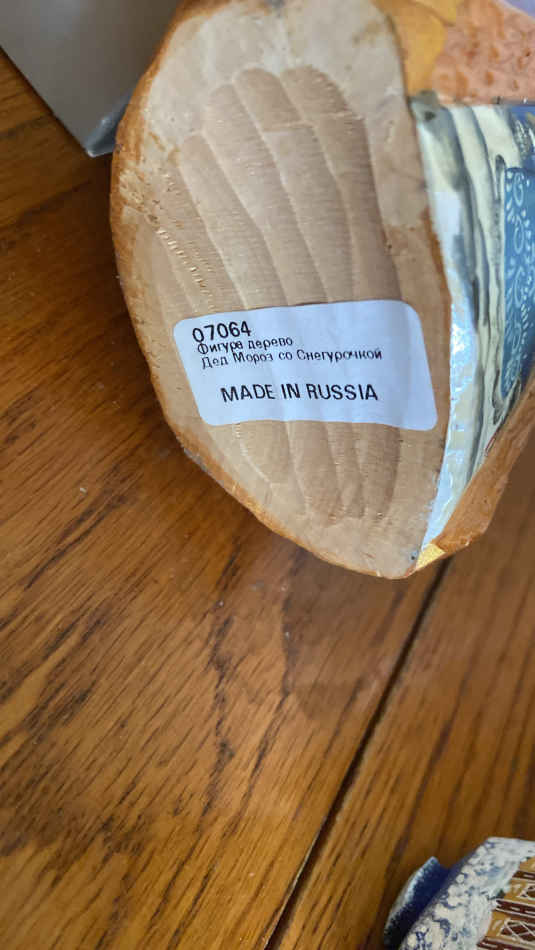 07064
Фигура дерево
Дед Мороз со Снегурочкой
MADE IN RUSSIA